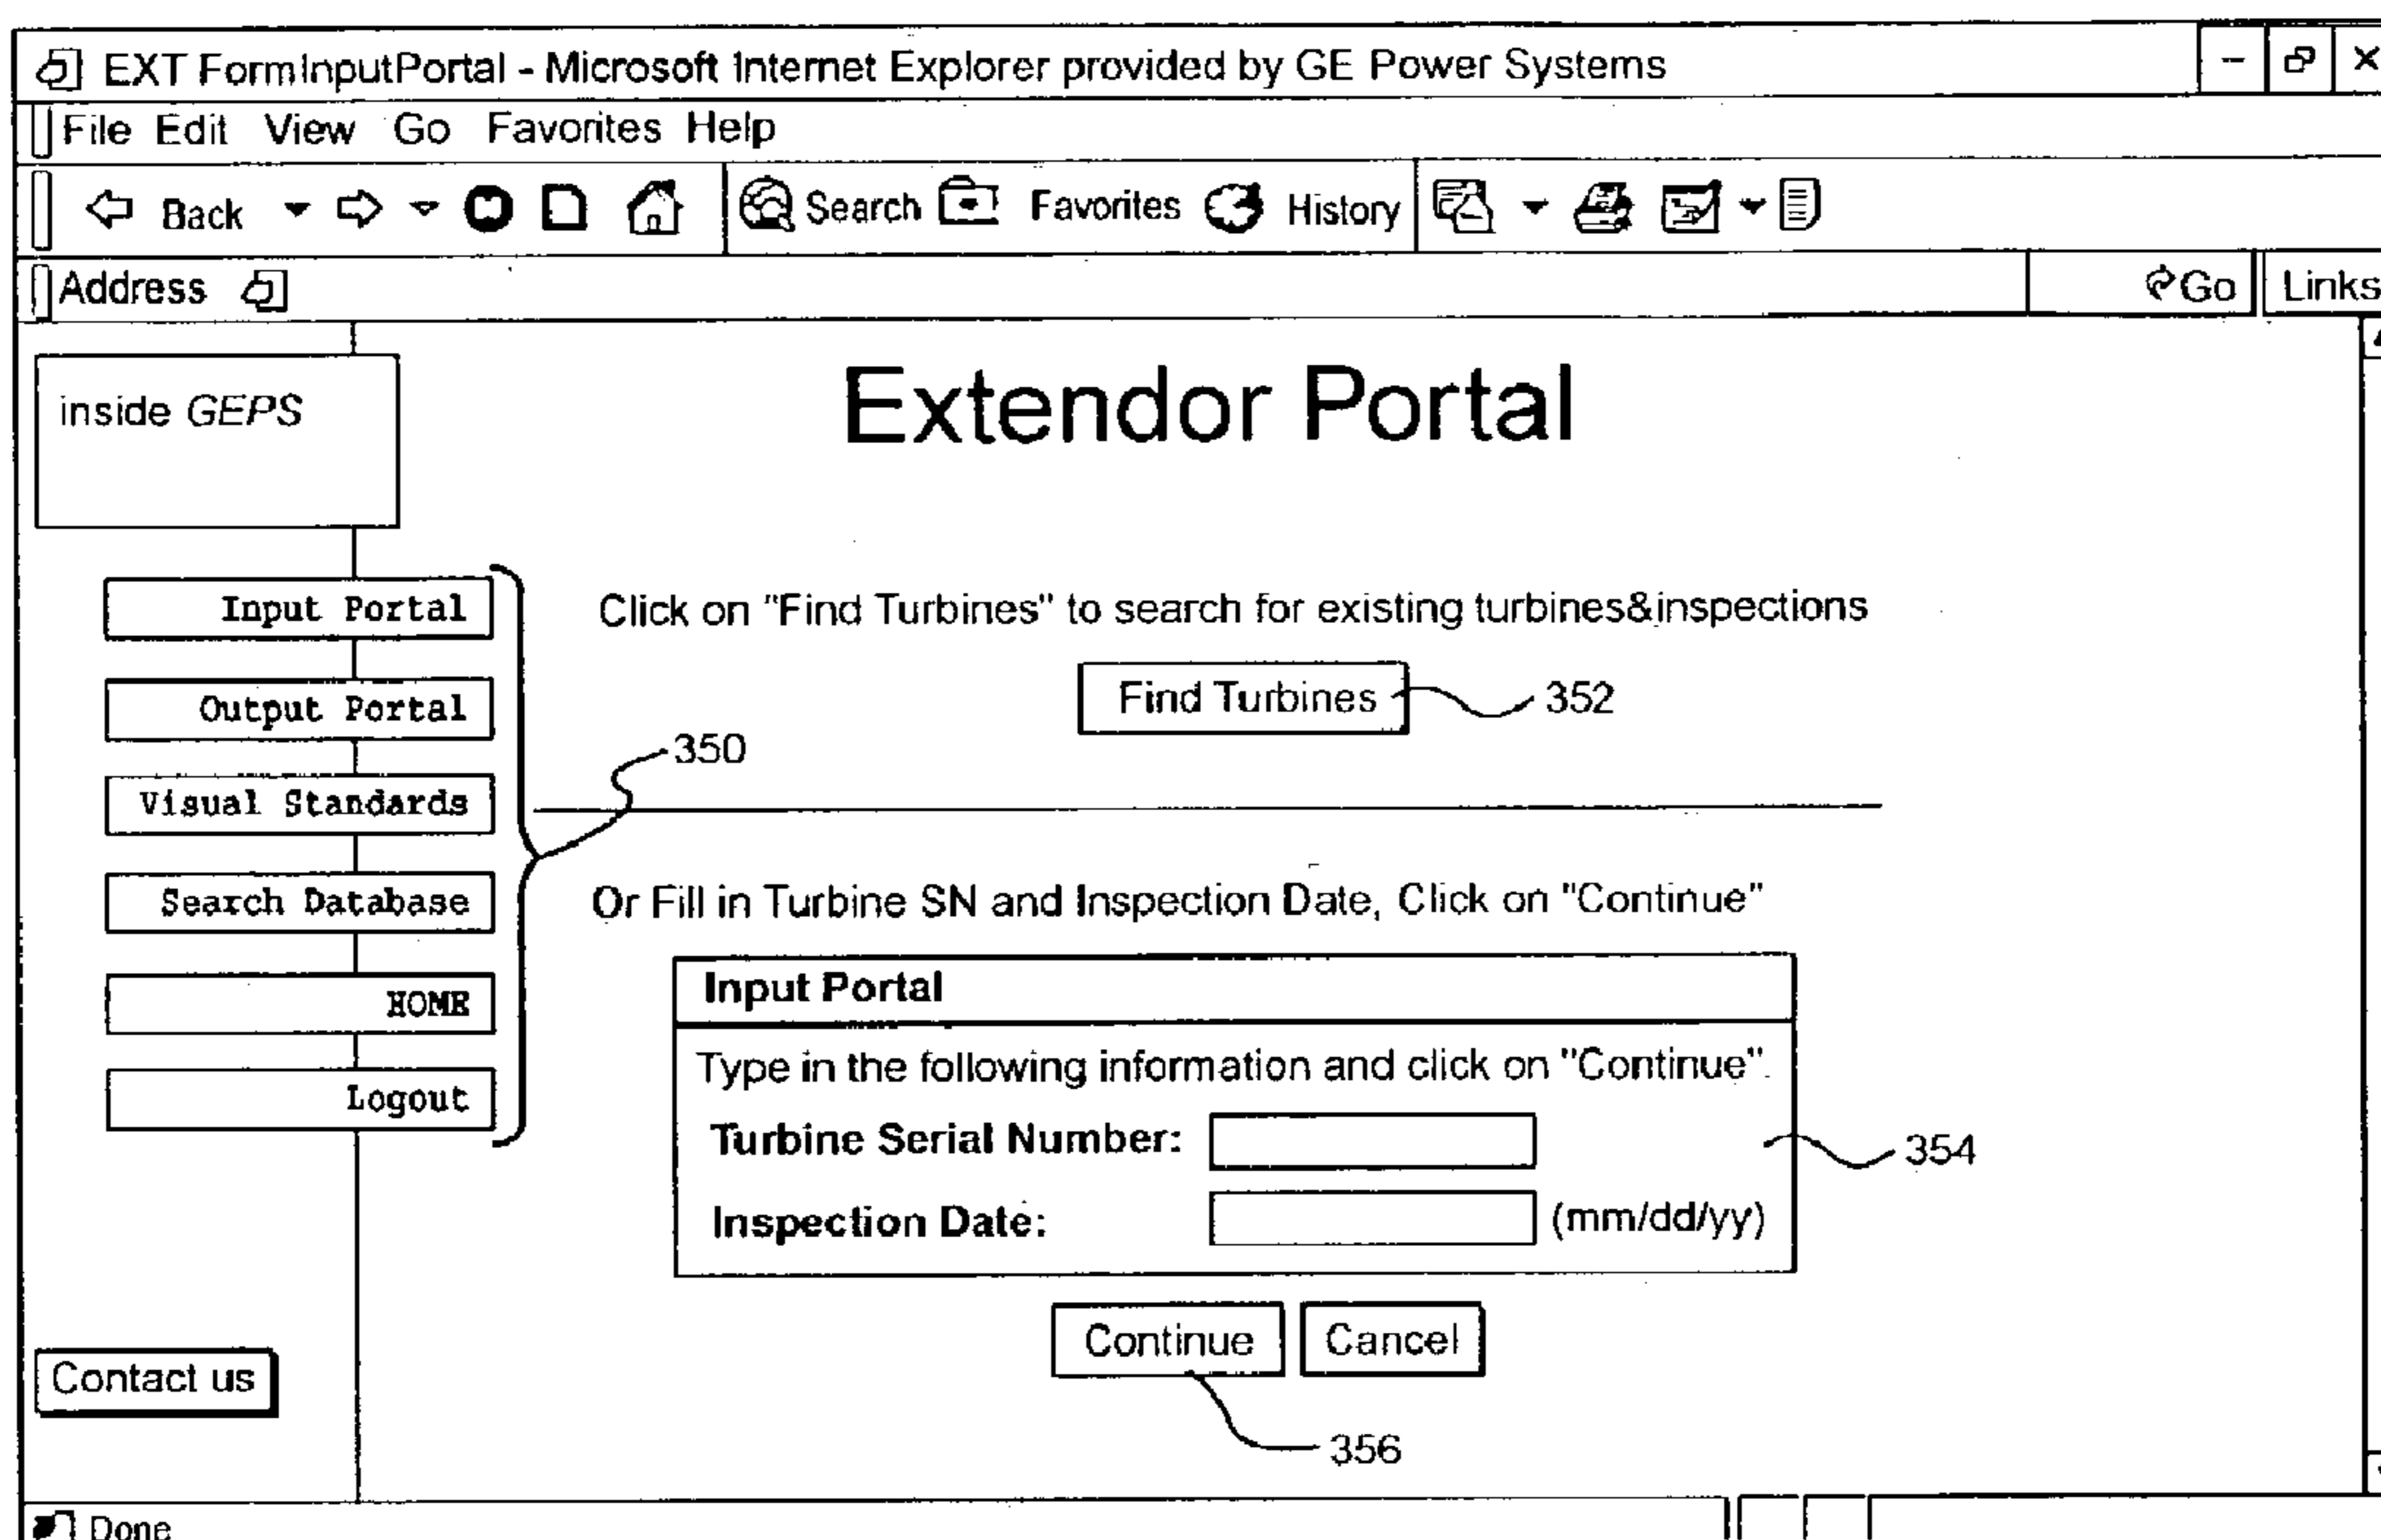 EXT FormInputPortal - Microsoft Internet Explorer provided by GE Power Systems
File Edit View Go Favorites Help
Back Search Favorites History
Address Go Links
inside GEPS
Extendor Portal
Input Portal
Output Portal
Visual Standards
Search Database
HOME
Logout
350
Click on "Find Turbines" to search for existing turbines&inspections
Find Turbines 352
Or Fill in Turbine SN and Inspection Date, Click on "Continue"
Input Portal
Type in the following information and click on "Continue".
Turbine Serial Number:
354
Inspection Date: (mm/dd/yy)
Continue Cancel
356
Contact us
Done